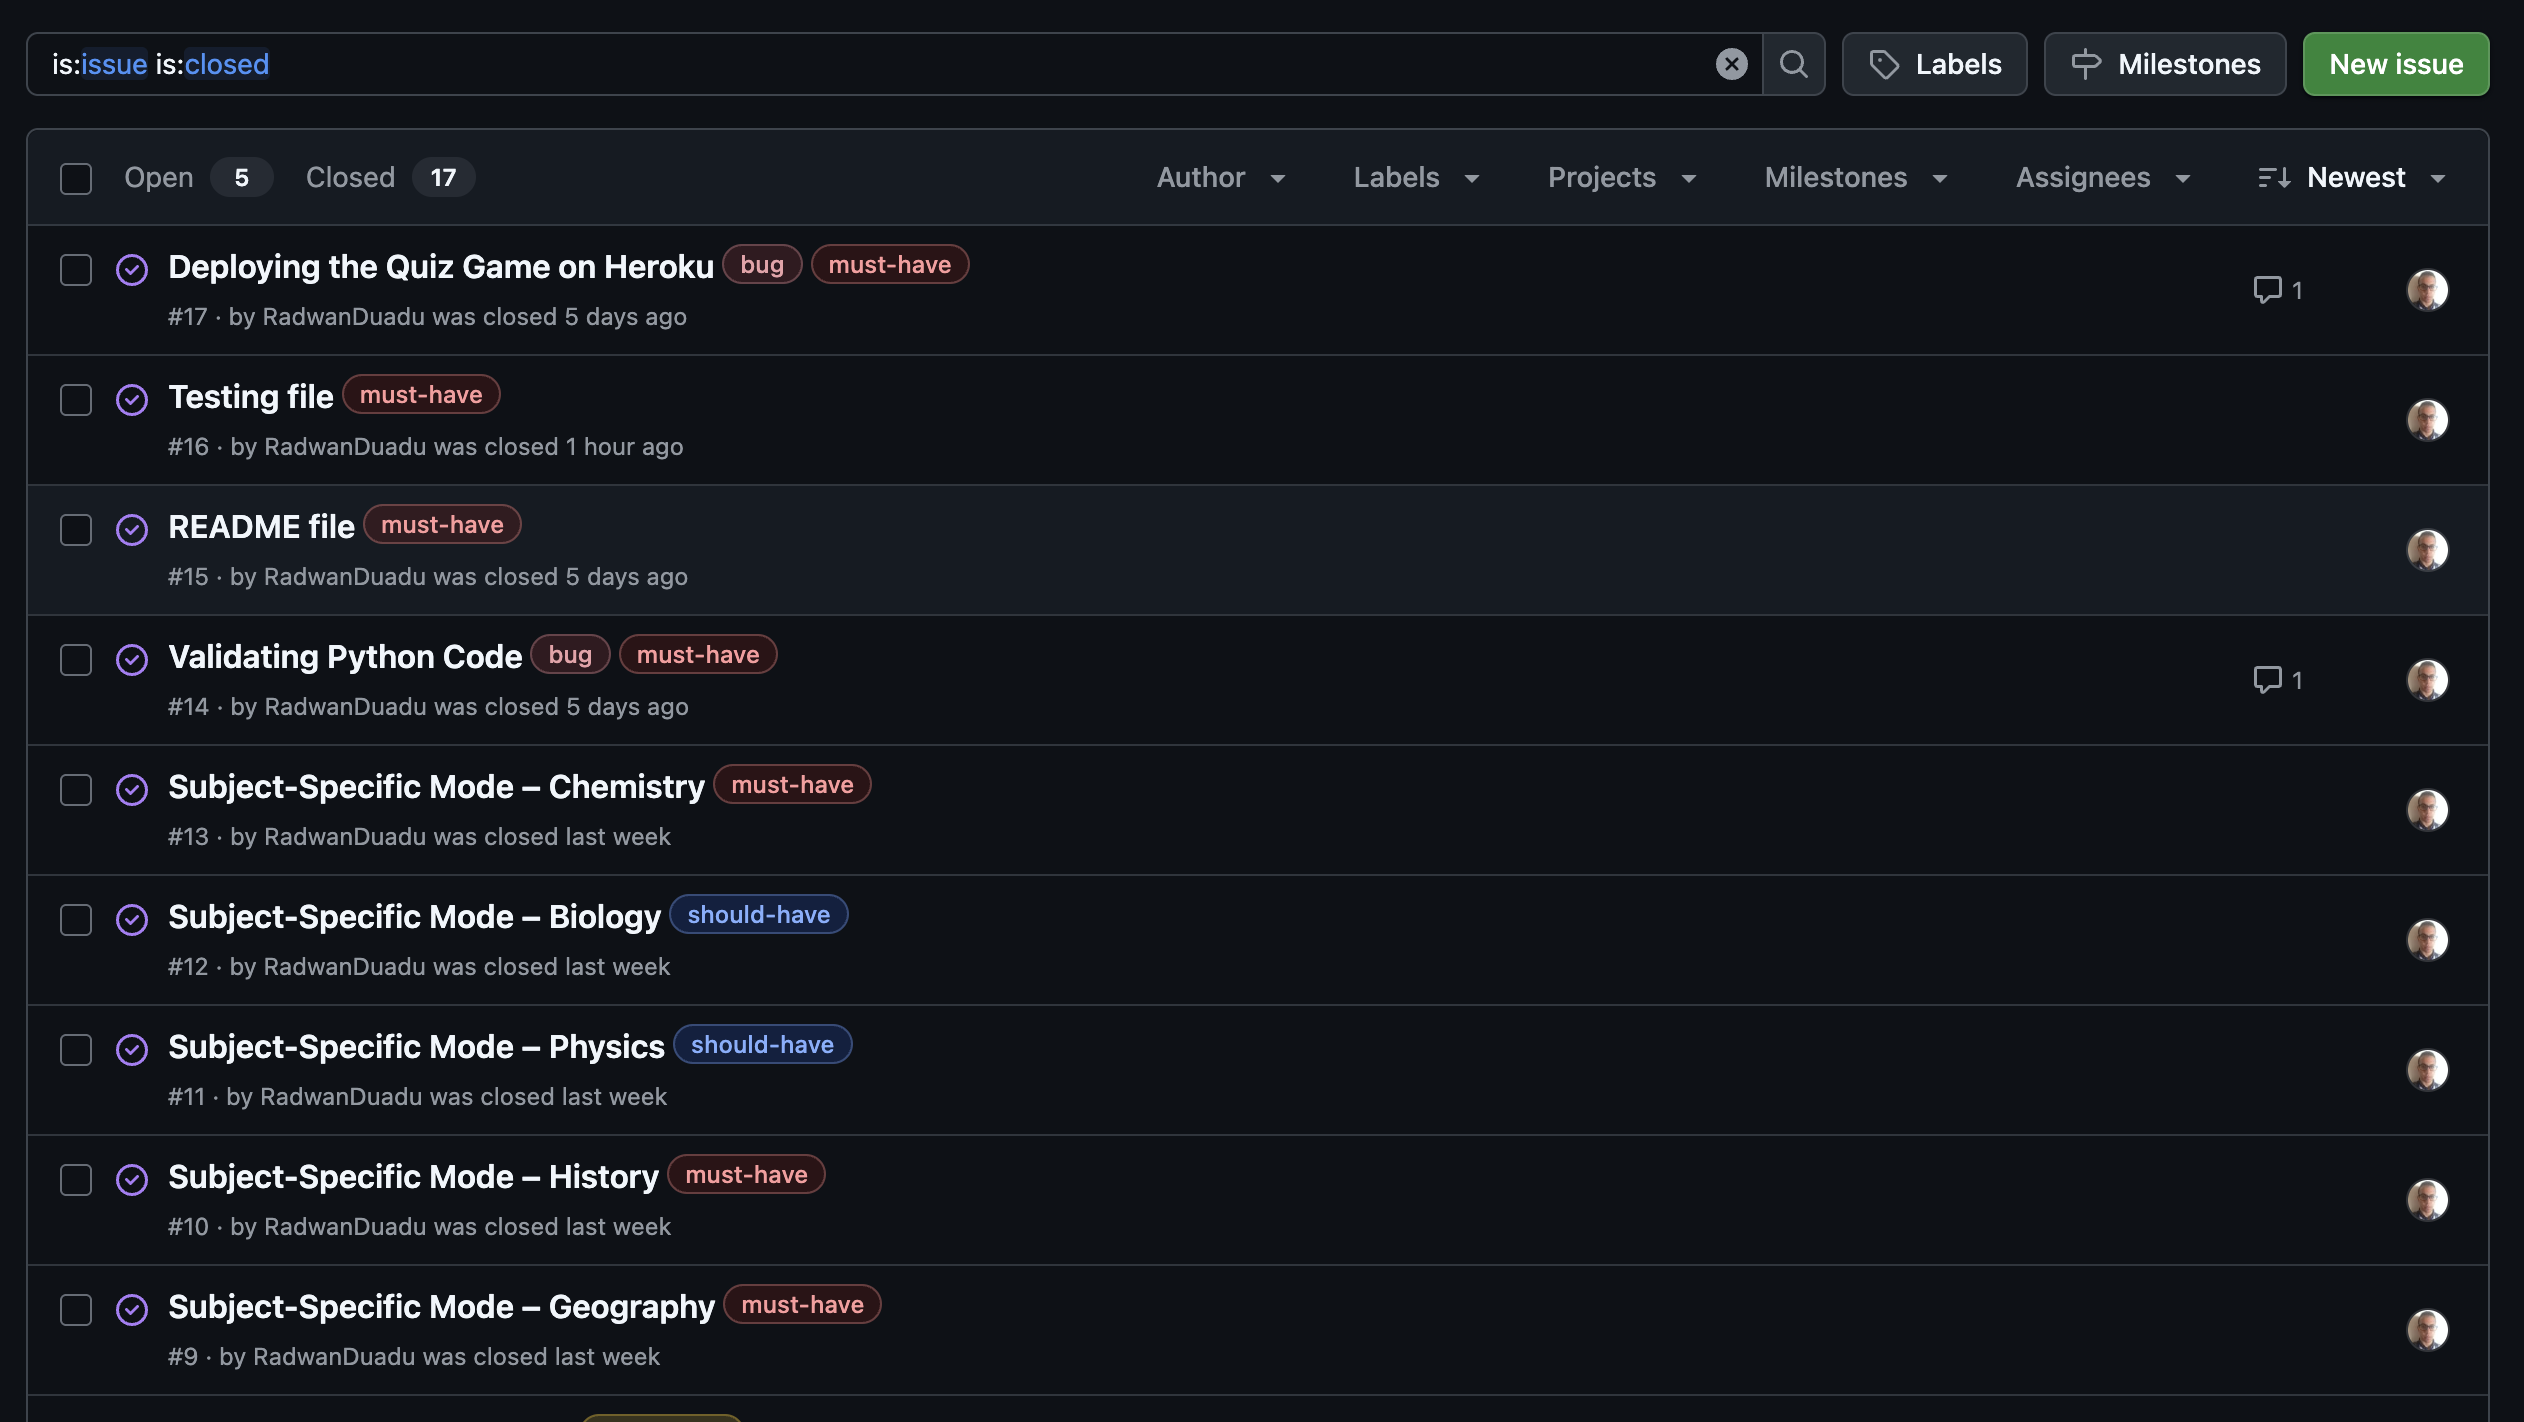 is:issue is:closed
Labels
Milestones
New issue
Open 5 Closed 17
Author Labels Projects Milestones Assignees Newest
Deploying the Quiz Game on Heroku bug must-have
#17 · by RadwanDuadu was closed 5 days ago
1
Testing file must-have
#16 · by RadwanDuadu was closed 1 hour ago
README file must-have
#15 · by RadwanDuadu was closed 5 days ago
Validating Python Code bug must-have
#14 · by RadwanDuadu was closed 5 days ago
1
Subject-Specific Mode – Chemistry must-have
#13 · by RadwanDuadu was closed last week
Subject-Specific Mode – Biology should-have
#12 · by RadwanDuadu was closed last week
Subject-Specific Mode – Physics should-have
#11 · by RadwanDuadu was closed last week
Subject-Specific Mode – History must-have
#10 · by RadwanDuadu was closed last week
Subject-Specific Mode – Geography must-have
#9 · by RadwanDuadu was closed last week